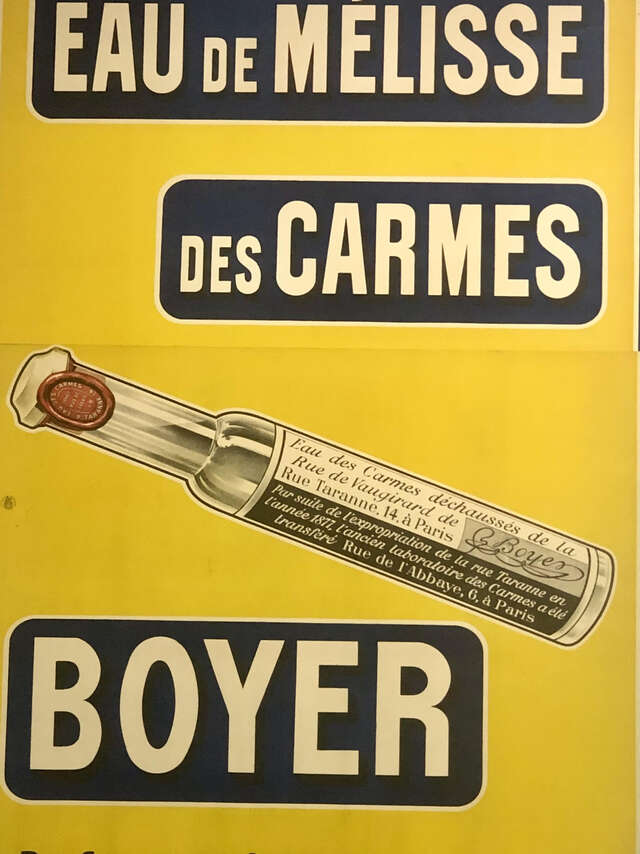 EAU DE MÉLISSE
DES CARMES
Eau des Carmes déchaussés de la
Rue de Vaugirard de
Rue Taranne, 14, à Paris
G Boyer
Par suite de l'expropriation de la rue Taranne en
l'année 1877, l'ancien laboratoire des Carmes a été
transféré Rue de l'Abbaye, 6, à Paris
BOYER